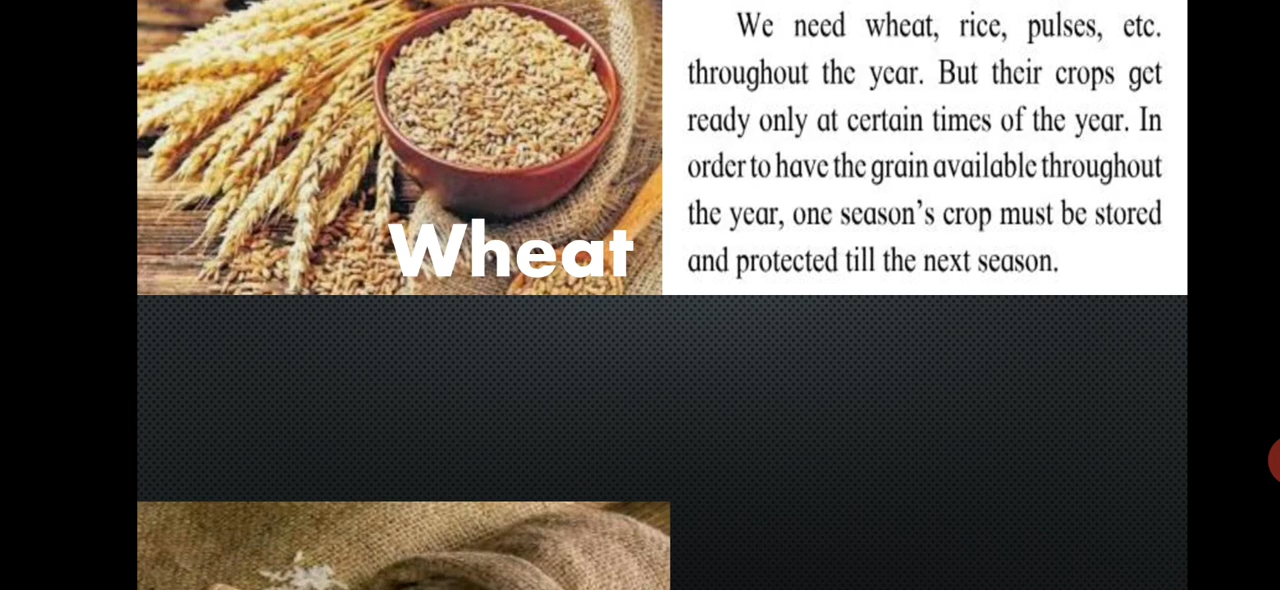 Wheat
We need wheat, rice, pulses, etc.
throughout the year. But their crops get
ready only at certain times of the year. In
order to have the grain available throughout
the year, one season's crop must be stored
and protected till the next season.